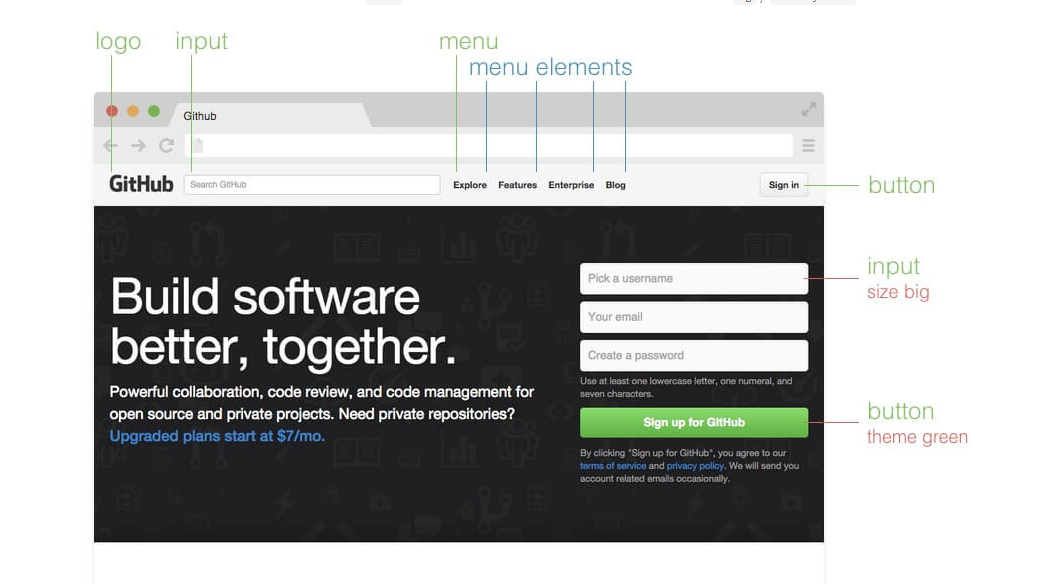 logo
input
menu
menu elements
Github
GitHub
Search GitHub
Explore Features Enterprise Blog
Sign in
button
Build software
better, together.
Powerful collaboration, code review, and code management for
open source and private projects. Need private repositories?
Upgraded plans start at $7/mo.
Pick a username
input
size big
Your email
Create a password
Use at least one lowercase letter, one numeral, and
seven characters.
Sign up for GitHub
button
theme green
By clicking "Sign up for GitHub", you agree to our
terms of service and privacy policy. We will send you
account related emails occasionally.